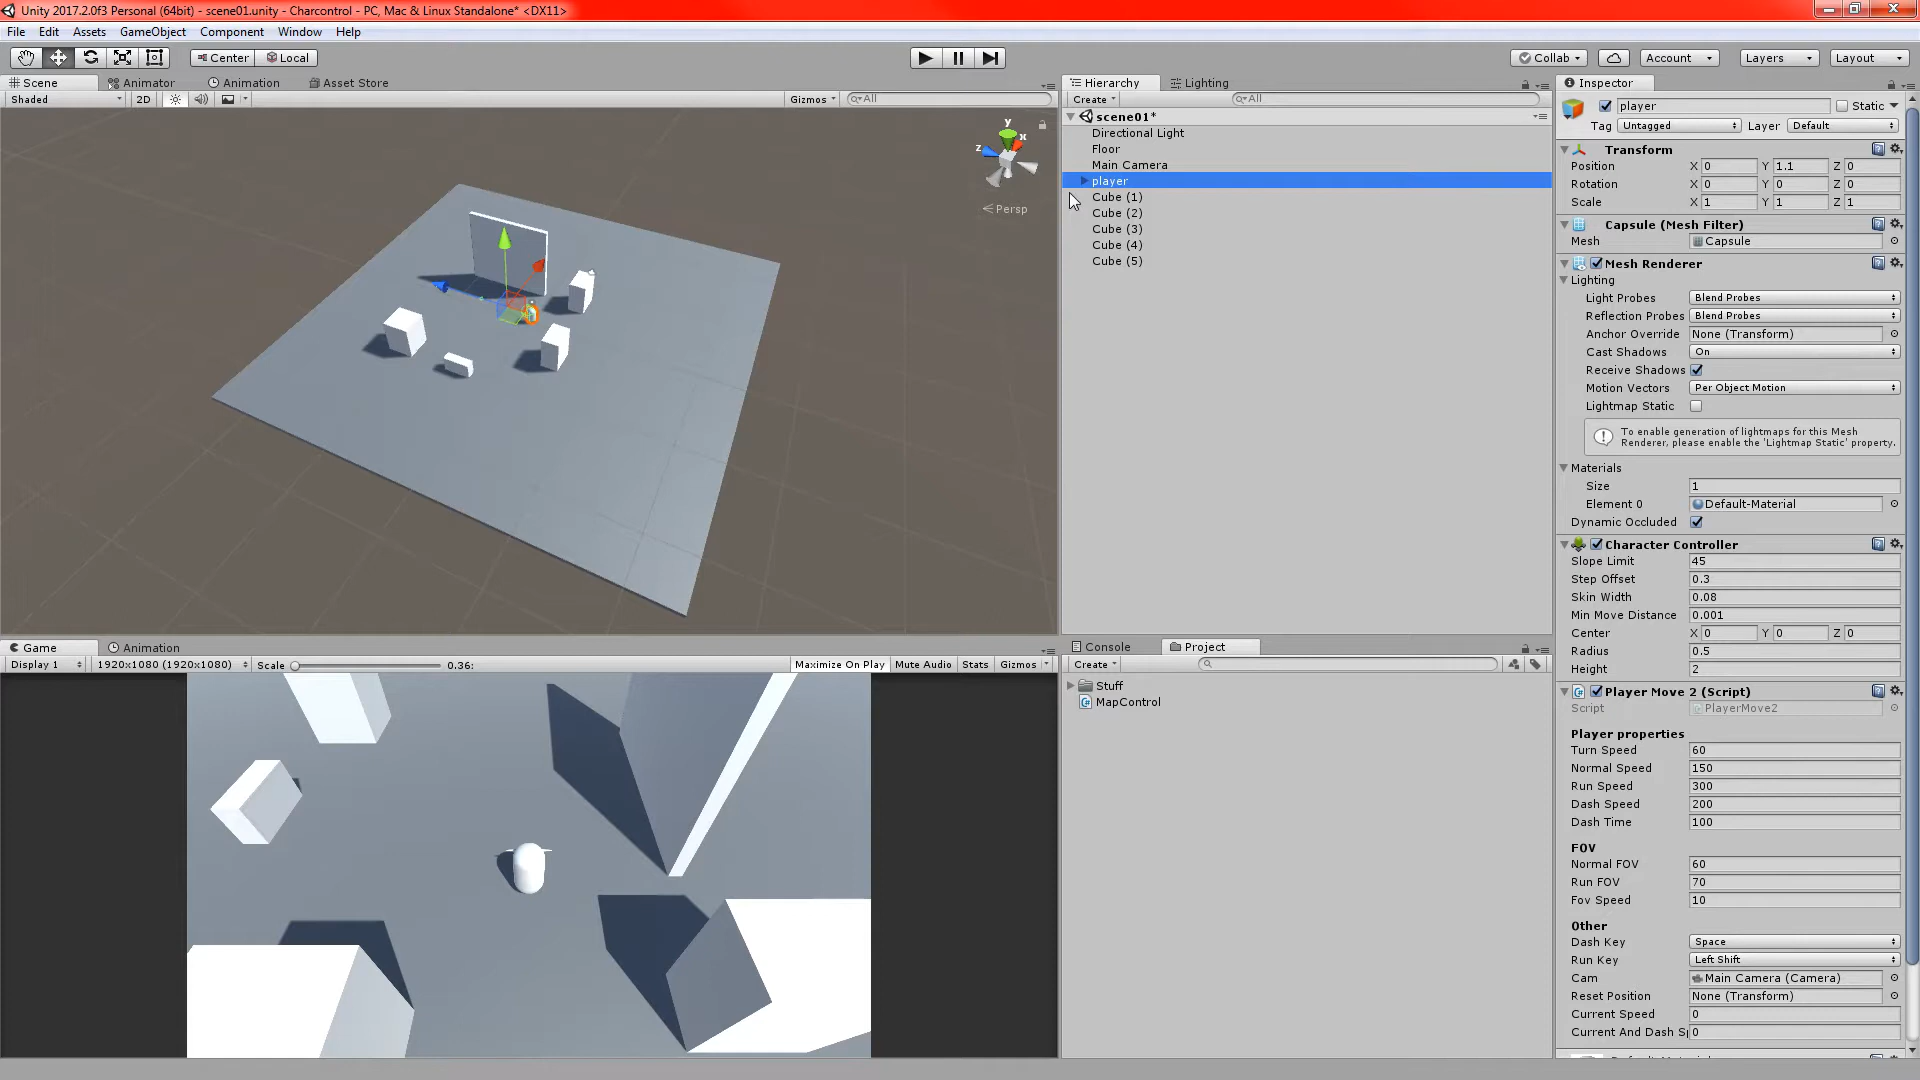 Unity 2017.2.0f3 Personal (64bit) - scene01.unity - Charcontrol - PC, Mac & Linux Standalone* <DX11>
File Edit Assets GameObject Component Window Help
Center Local Collab Account Layers Layout
Scene Animator Animation Asset Store
Shaded 2D Gizmos All
y
x
z
Persp
Hierarchy Lighting
Create All
scene01*
Directional Light
Floor
Main Camera
player
Cube (1)
Cube (2)
Cube (3)
Cube (4)
Cube (5)
Game Animation
Display 1 1920x1080 (1920x1080) Scale 0.36: Maximize On Play Mute Audio Stats Gizmos
Console Project
Create
Stuff
MapControl
Inspector
player Static
Tag Untagged Layer Default
Transform
Position X 0 Y 1.1 Z 0
Rotation X 0 Y 0 Z 0
Scale X 1 Y 1 Z 1
Capsule (Mesh Filter)
Mesh Capsule
Mesh Renderer
Lighting
Light Probes Blend Probes
Reflection Probes Blend Probes
Anchor Override None (Transform)
Cast Shadows On
Receive Shadows
Motion Vectors Per Object Motion
Lightmap Static
To enable generation of lightmaps for this Mesh
Renderer, please enable the 'Lightmap Static' property.
Materials
Size 1
Element 0 Default-Material
Dynamic Occluded
Character Controller
Slope Limit 45
Step Offset 0.3
Skin Width 0.08
Min Move Distance 0.001
Center X 0 Y 0 Z 0
Radius 0.5
Height 2
Player Move 2 (Script)
Script PlayerMove2
Player properties
Turn Speed 60
Normal Speed 150
Run Speed 300
Dash Speed 200
Dash Time 100
FOV
Normal FOV 60
Run FOV 70
Fov Speed 10
Other
Dash Key Space
Run Key Left Shift
Cam Main Camera (Camera)
Reset Position None (Transform)
Current Speed 0
Current And Dash S 0